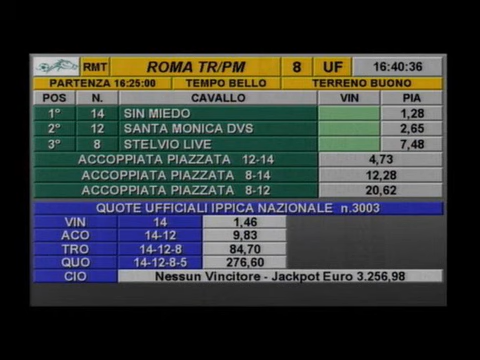 RMT ROMA TR/PM 8 UF 16:40:36
PARTENZA 16:25:00 TEMPO BELLO TERRENO BUONO
POS N. CAVALLO VIN PIA
1° 14 SIN MIEDO 1,28
2° 12 SANTA MONICA DVS 2,65
3° 8 STELVIO LIVE 7,48
ACCOPPIATA PIAZZATA 12-14 4,73
ACCOPPIATA PIAZZATA 8-14 12,28
ACCOPPIATA PIAZZATA 8-12 20,62
QUOTE UFFICIALI IPPICA NAZIONALE n.3003
VIN 14 1,46
ACO 14-12 9,83
TRO 14-12-8 84,70
QUO 14-12-8-5 276,60
CIO Nessun Vincitore - Jackpot Euro 3.256,98